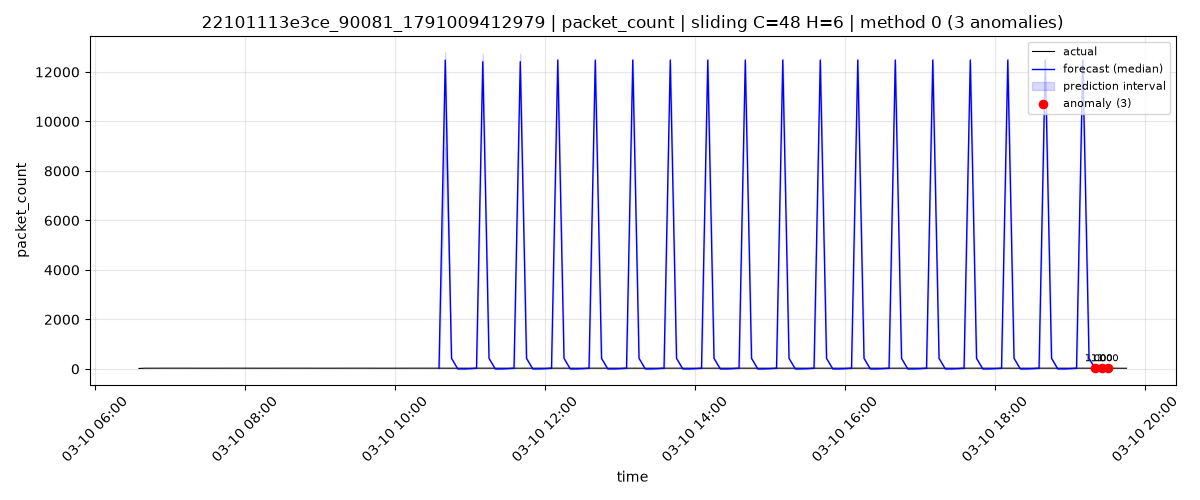 22101113e3ce_90081_1791009412979 | packet_count | sliding C=48 H=6 | method 0 (3 anomalies)
actual
forecast (median)
prediction interval
anomaly (3)
packet_count
12000
10000
8000
6000
4000
2000
0
03-10 06:00
03-10 08:00
03-10 10:00
03-10 12:00
03-10 14:00
03-10 16:00
03-10 18:00
03-10 20:00
time